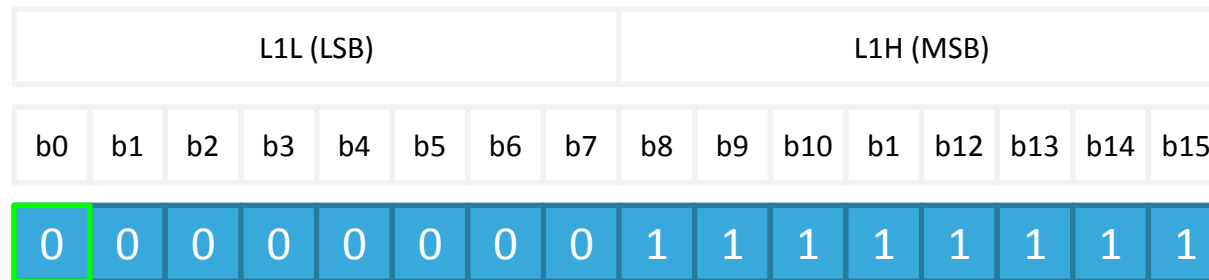 L1L (LSB) L1H (MSB)
b0 b1 b2 b3 b4 b5 b6 b7 b8 b9 b10 b1 b12 b13 b14 b15
0 0 0 0 0 0 0 0 1 1 1 1 1 1 1 1